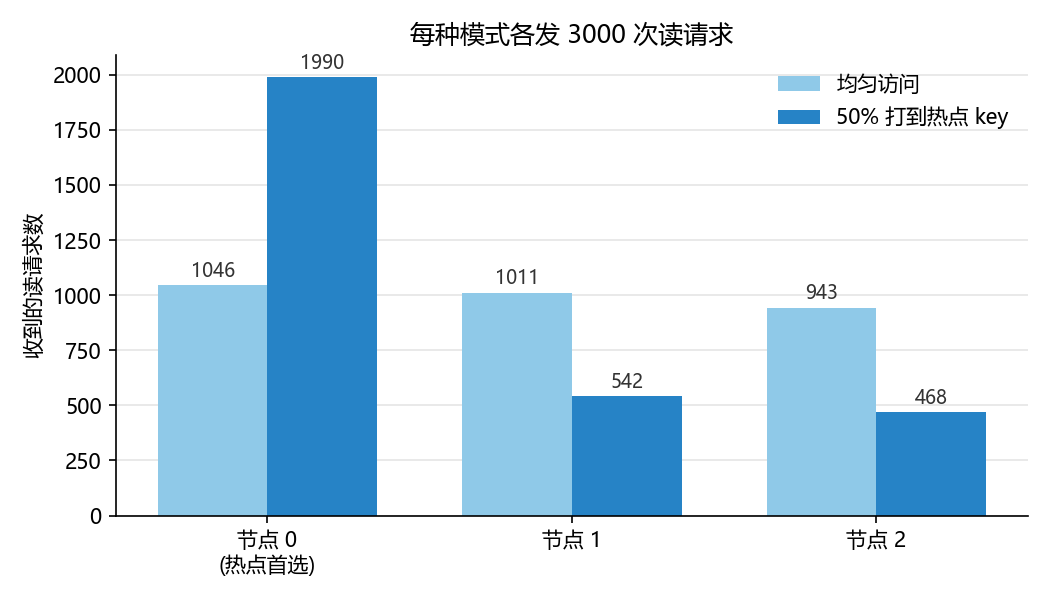 每种模式各发 3000 次读请求
均匀访问
50% 打到热点 key
收到的读请求数
2000
1750
1500
1250
1000
750
500
250
0
1046
1990
1011
542
943
468
节点 0
(热点首选)
节点 1
节点 2